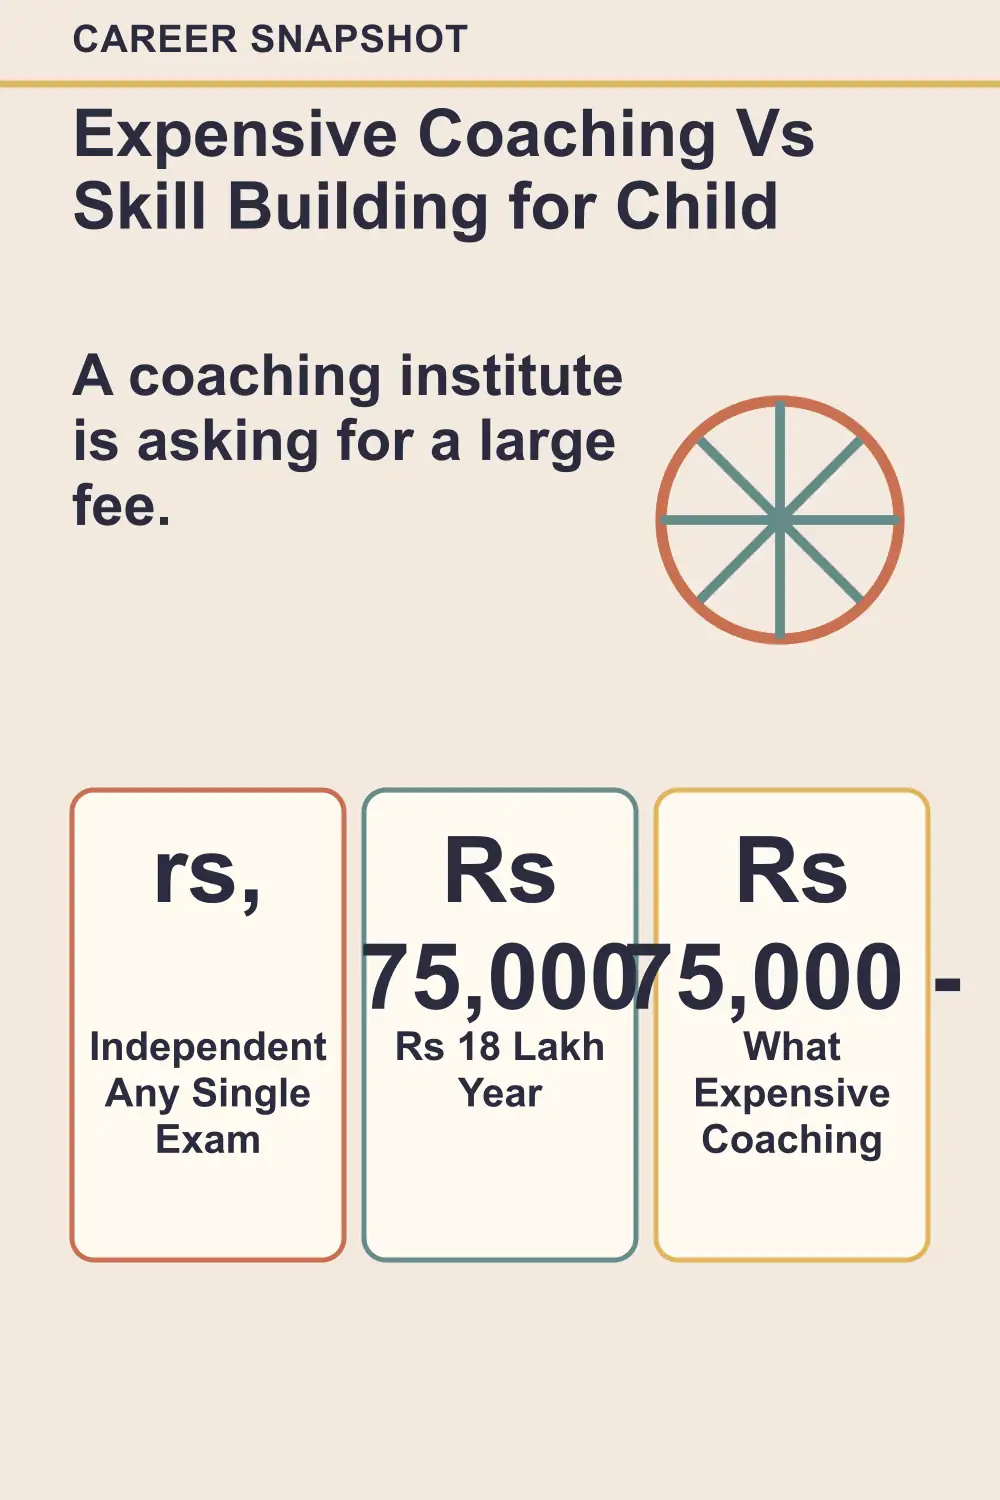 CAREER SNAPSHOT
Expensive Coaching Vs
Skill Building for Child
A coaching institute
is asking for a large
fee.
rs,
Independent
Any Single
Exam
Rs
75,000
Rs 18 Lakh
Year
Rs
75,000 -
What
Expensive
Coaching